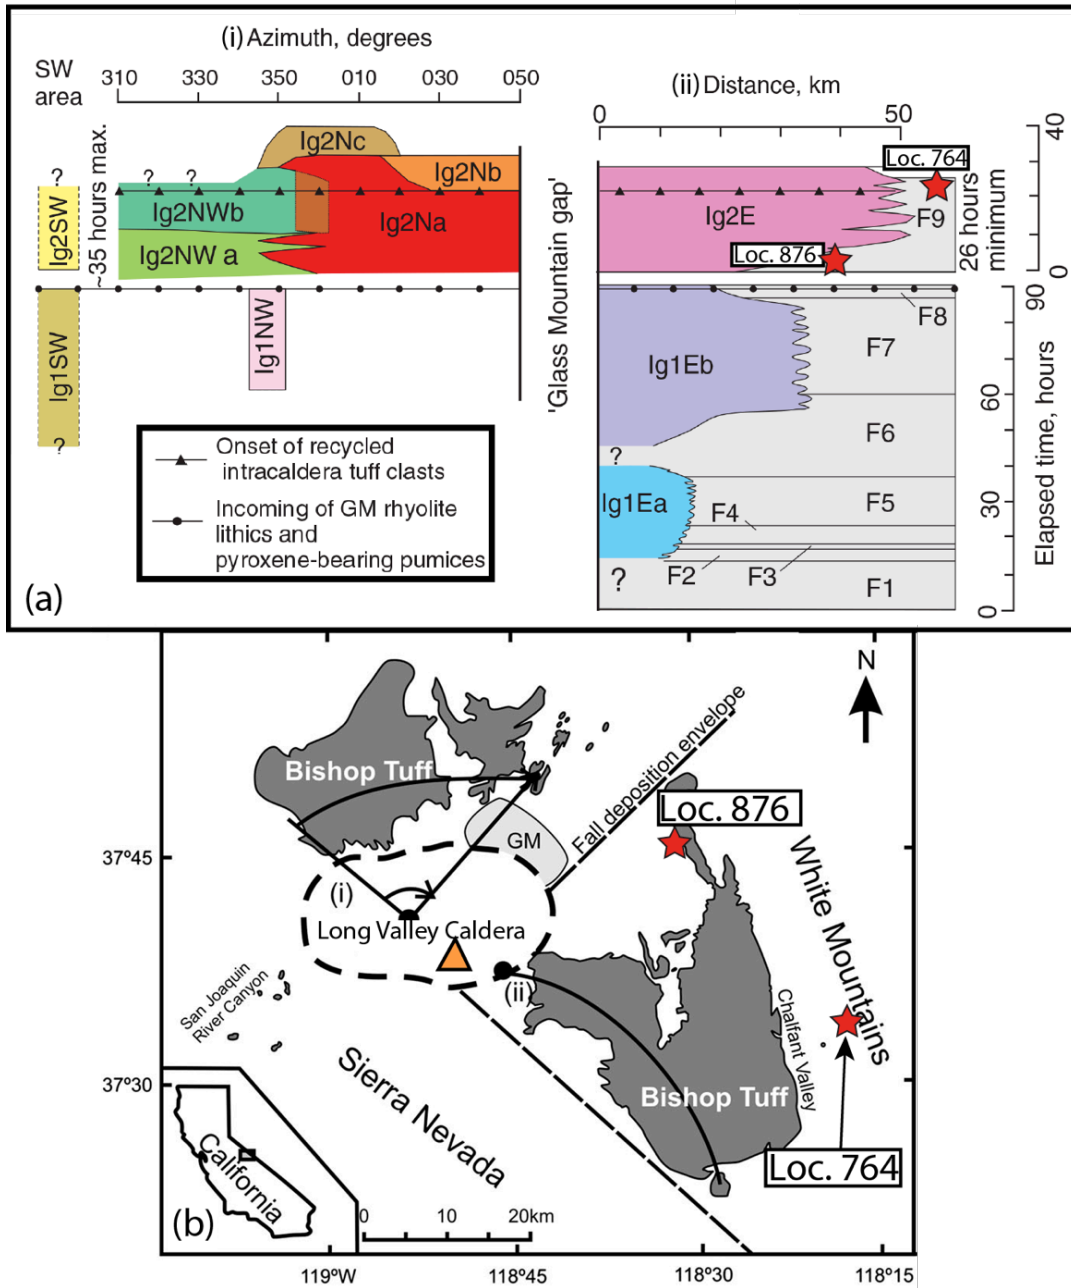 (i) Azimuth, degrees
SW
area
310 330 350 010 030 050
~35 hours max.
?
?
?
Ig2SW
Ig2NWb
Ig2NW a
Ig2Nc
Ig2Nb
Ig2Na
Ig1SW
?
Ig1NW
Onset of recycled
intracaldera tuff clasts
Incoming of GM rhyolite
lithics and
pyroxene-bearing pumices
(a)
'Glass Mountain gap'
(ii) Distance, km
0 50
40
Loc. 764
Ig2E
F9
Loc. 876
26 hours
minimum
0
90
F8
Ig1Eb
F7
60
F6
?
Ig1Ea
F5
F4
30
F2
F3
?
F1
0
Elapsed time, hours
N
Bishop Tuff
GM
Fall deposition envelope
Loc. 876
White Mountains
37º45
(i)
Long Valley Caldera
(ii)
San Joaquin
River Canyon
Chalfant Valley
37º30
Sierra Nevada
Bishop Tuff
Loc. 764
California
(b)
0 10 20km
119ºW 118º45 118º30 118º15